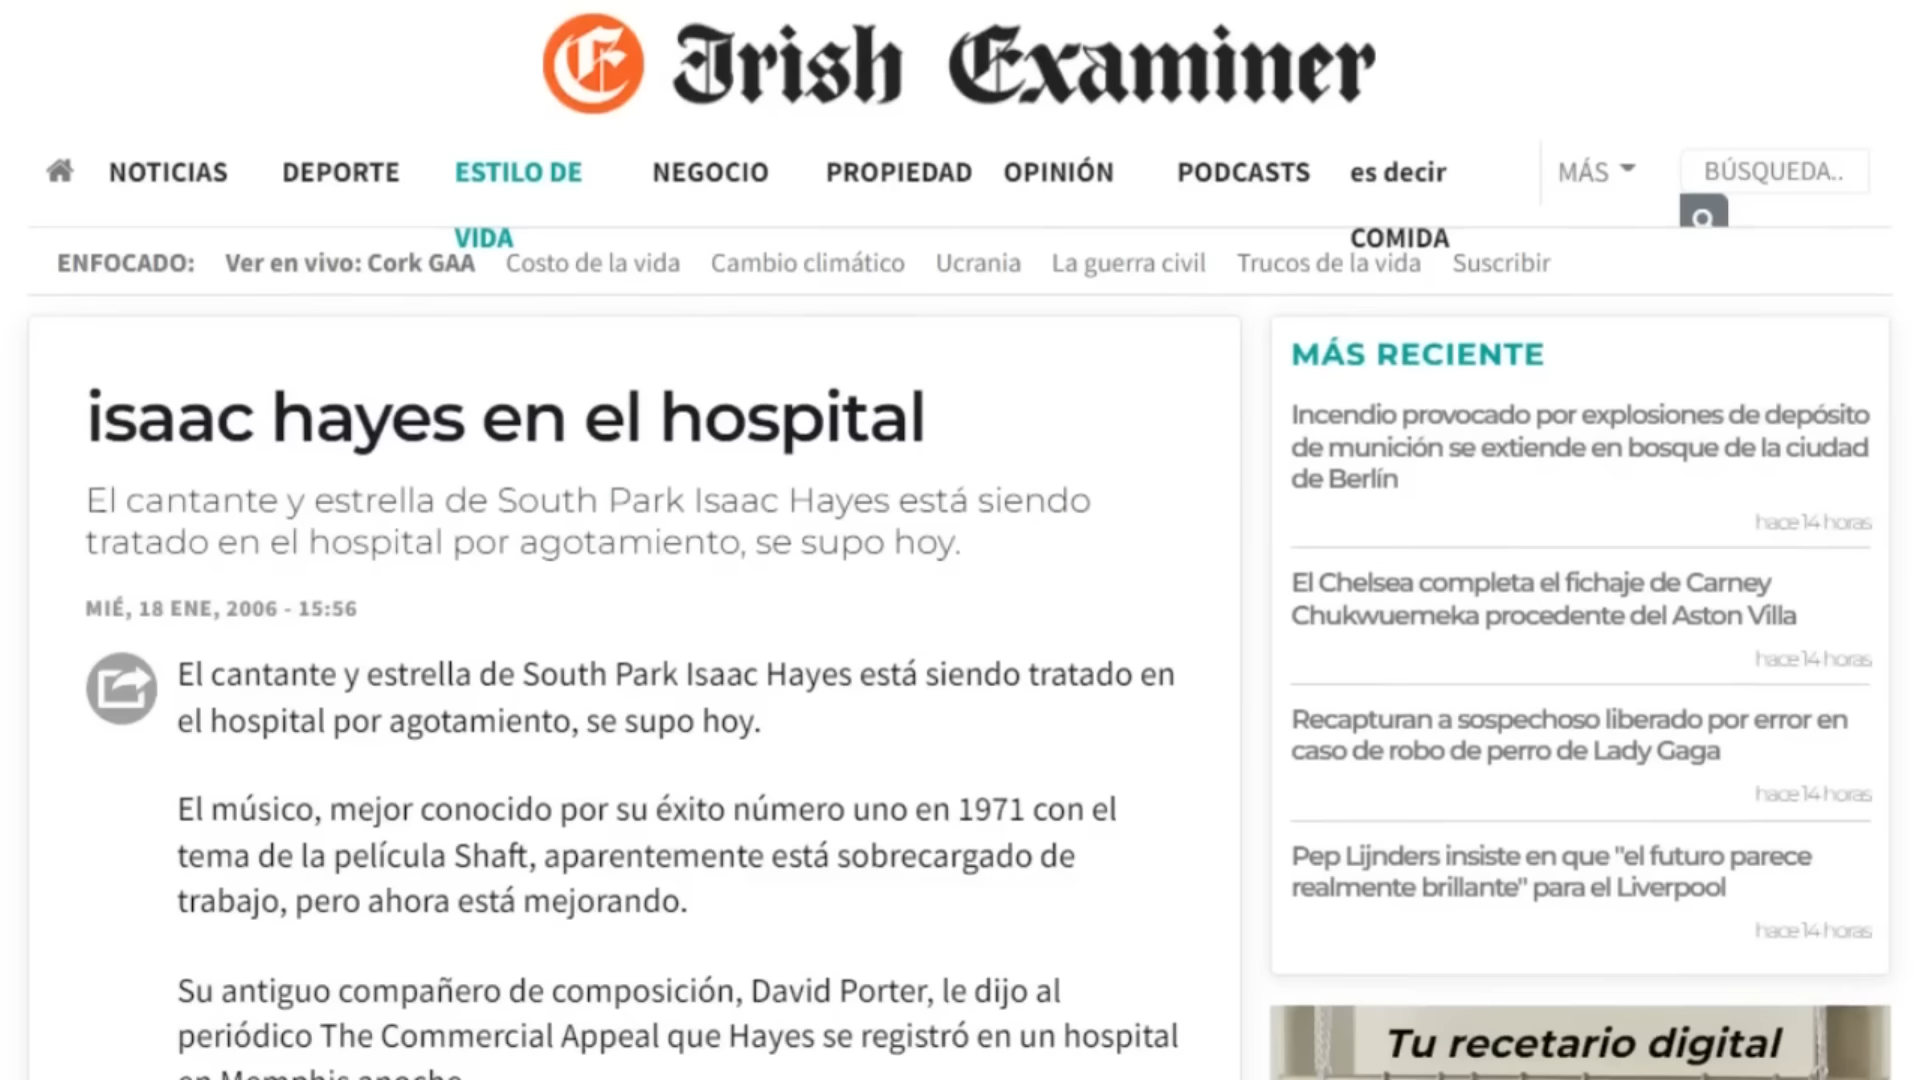 Irish Examiner
NOTICIAS DEPORTE ESTILO DE VIDA NEGOCIO PROPIEDAD OPINIÓN PODCASTS es decir COMIDA MÁS BÚSQUEDA..
ENFOCADO: Ver en vivo: Cork GAA Costo de la vida Cambio climático Ucrania La guerra civil Trucos de la vida Suscribir
isaac hayes en el hospital
El cantante y estrella de South Park Isaac Hayes está siendo
tratado en el hospital por agotamiento, se supo hoy.
MIÉ, 18 ENE, 2006 - 15:56
El cantante y estrella de South Park Isaac Hayes está siendo tratado en
el hospital por agotamiento, se supo hoy.
El músico, mejor conocido por su éxito número uno en 1971 con el
tema de la película Shaft, aparentemente está sobrecargado de
trabajo, pero ahora está mejorando.
Su antiguo compañero de composición, David Porter, le dijo al
periódico The Commercial Appeal que Hayes se registró en un hospital
en Memphis anoche
MÁS RECIENTE
Incendio provocado por explosiones de depósito
de munición se extiende en bosque de la ciudad
de Berlín
hace 14 horas
El Chelsea completa el fichaje de Carney
Chukwuemeka procedente del Aston Villa
hace 14 horas
Recapturan a sospechoso liberado por error en
caso de robo de perro de Lady Gaga
hace 14 horas
Pep Lijnders insiste en que "el futuro parece
realmente brillante" para el Liverpool
hace 14 horas
Tu recetario digital